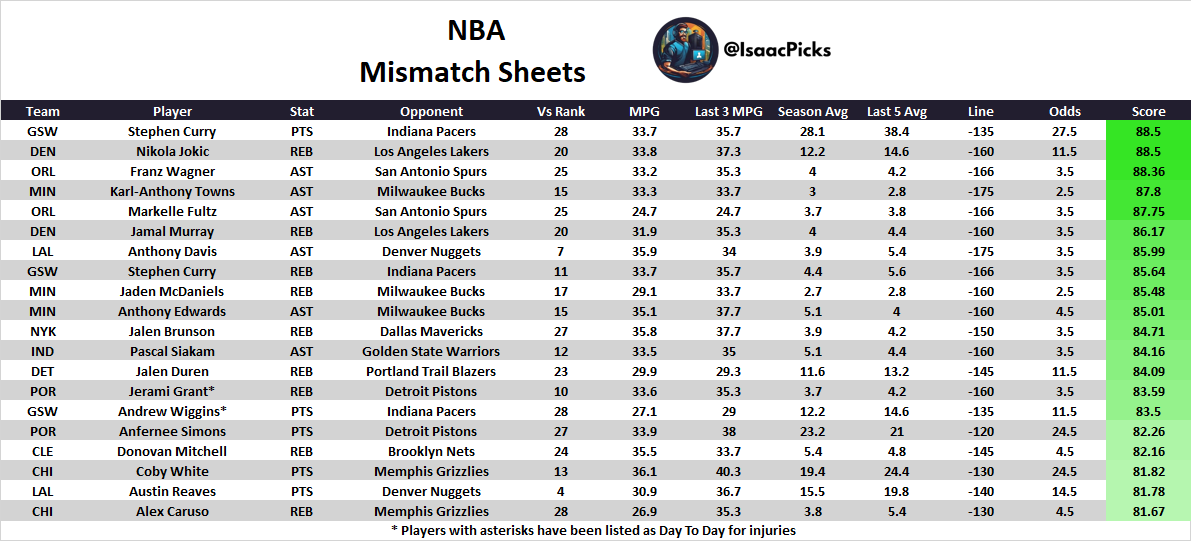 NBA
Mismatch Sheets
@IsaacPicks
Team Player Stat Opponent Vs Rank MPG Last 3 MPG Season Avg Last 5 Avg Line Odds Score
GSW Stephen Curry PTS Indiana Pacers 28 33.7 35.7 28.1 38.4 -135 27.5 88.5
DEN Nikola Jokic REB Los Angeles Lakers 20 33.8 37.3 12.2 14.6 -160 11.5 88.5
ORL Franz Wagner AST San Antonio Spurs 25 33.2 35.3 4 4.2 -166 3.5 88.36
MIN Karl-Anthony Towns AST Milwaukee Bucks 15 33.3 33.7 3 2.8 -175 2.5 87.8
ORL Markelle Fultz AST San Antonio Spurs 25 24.7 24.7 3.7 3.8 -166 3.5 87.75
DEN Jamal Murray REB Los Angeles Lakers 20 31.9 35.3 4 4.4 -160 3.5 86.17
LAL Anthony Davis AST Denver Nuggets 7 35.9 34 3.9 5.4 -175 3.5 85.99
GSW Stephen Curry REB Indiana Pacers 11 33.7 35.7 4.4 5.6 -166 3.5 85.64
MIN Jaden McDaniels REB Milwaukee Bucks 17 29.1 33.7 2.7 2.8 -160 2.5 85.48
MIN Anthony Edwards AST Milwaukee Bucks 15 35.1 37.7 5.1 4 -160 4.5 85.01
NYK Jalen Brunson REB Dallas Mavericks 27 35.8 37.7 3.9 4.2 -150 3.5 84.71
IND Pascal Siakam AST Golden State Warriors 12 33.5 35 5.1 4.4 -160 3.5 84.16
DET Jalen Duren REB Portland Trail Blazers 23 29.9 29.3 11.6 13.2 -145 11.5 84.09
POR Jerami Grant* REB Detroit Pistons 10 33.6 35.3 3.7 4.2 -160 3.5 83.59
GSW Andrew Wiggins* PTS Indiana Pacers 28 27.1 29 12.2 14.6 -135 11.5 83.5
POR Anfernee Simons PTS Detroit Pistons 27 33.9 38 23.2 21 -120 24.5 82.26
CLE Donovan Mitchell REB Brooklyn Nets 24 35.5 33.7 5.4 4.8 -145 4.5 82.16
CHI Coby White PTS Memphis Grizzlies 13 36.1 40.3 19.4 24.4 -130 24.5 81.82
LAL Austin Reaves PTS Denver Nuggets 4 30.9 36.7 15.5 19.8 -140 14.5 81.78
CHI Alex Caruso REB Memphis Grizzlies 28 26.9 35.3 3.8 5.4 -130 4.5 81.67
* Players with asterisks have been listed as Day To Day for injuries